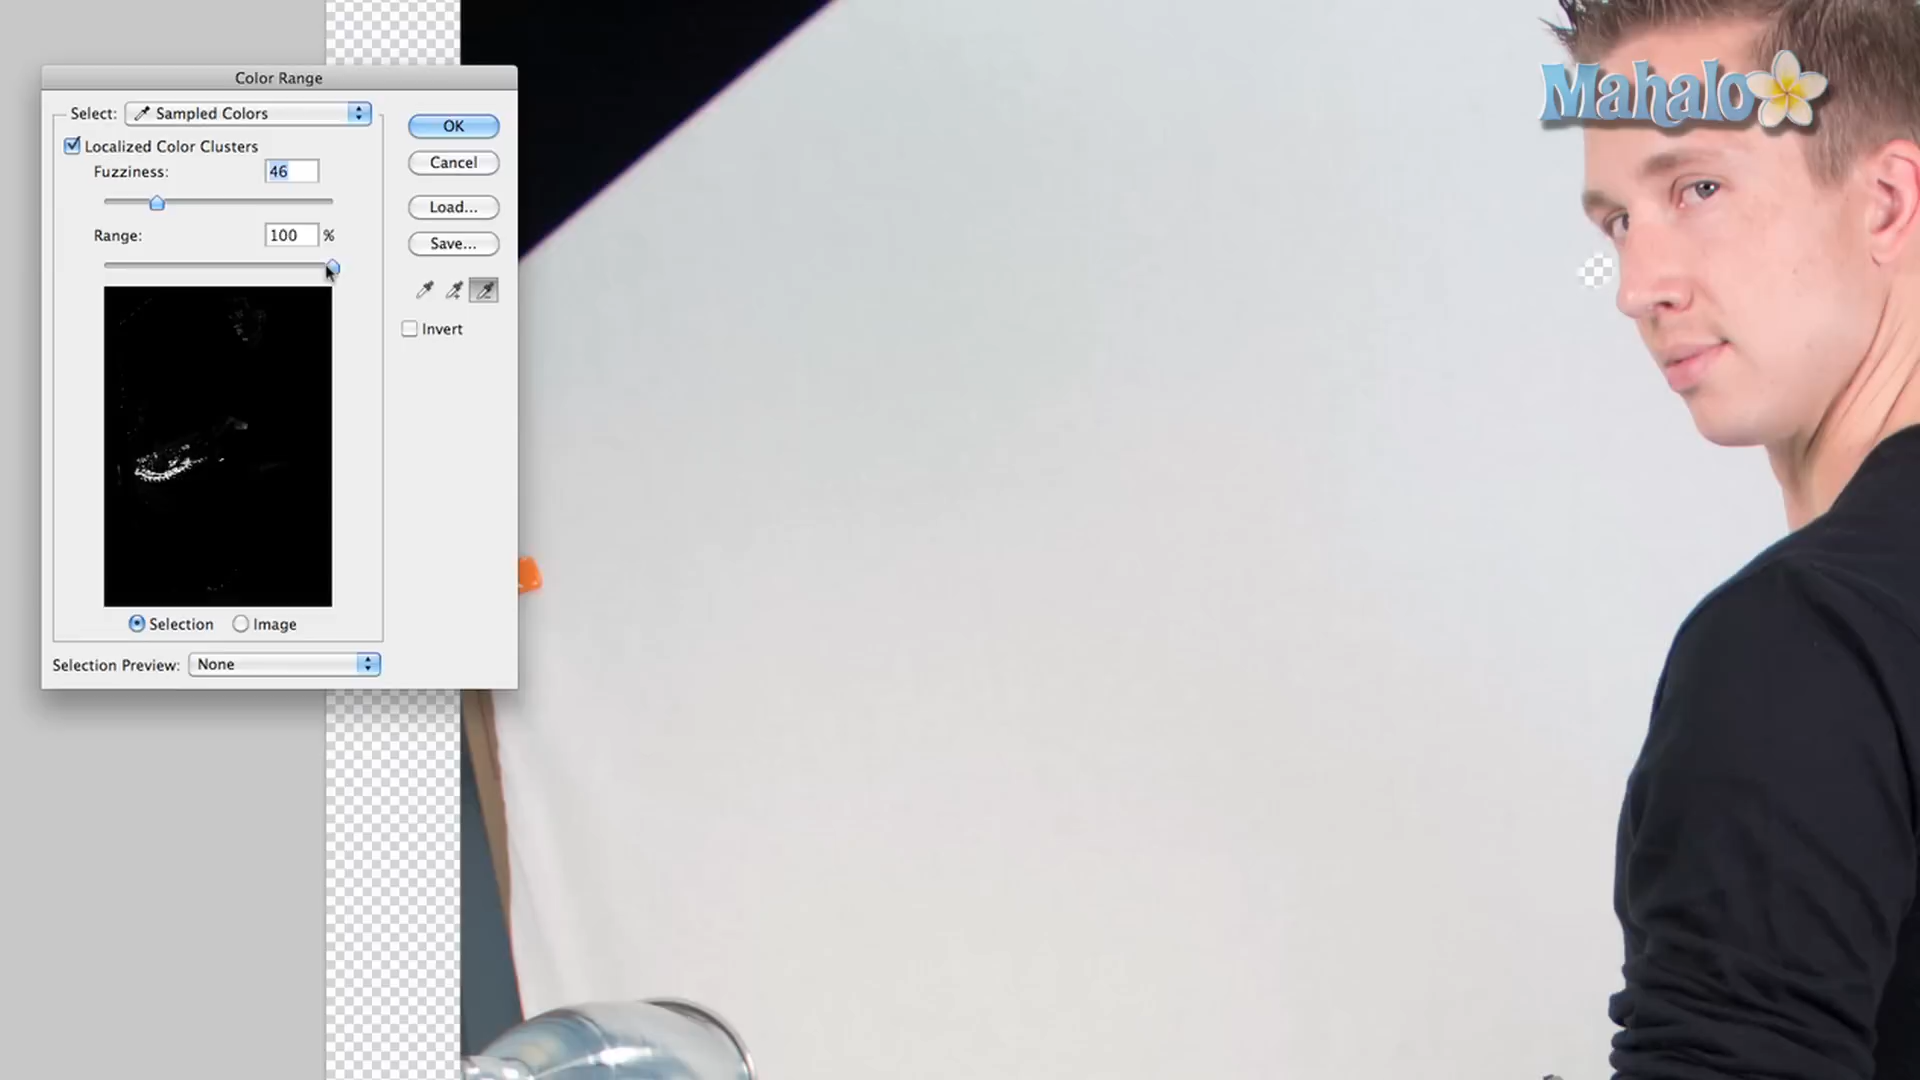 Color Range
Select: Sampled Colors
OK
Localized Color Clusters
Cancel
Fuzziness: 46
Load...
Range: 100 %
Save...
Invert
Selection Image
Selection Preview: None
Mahalo